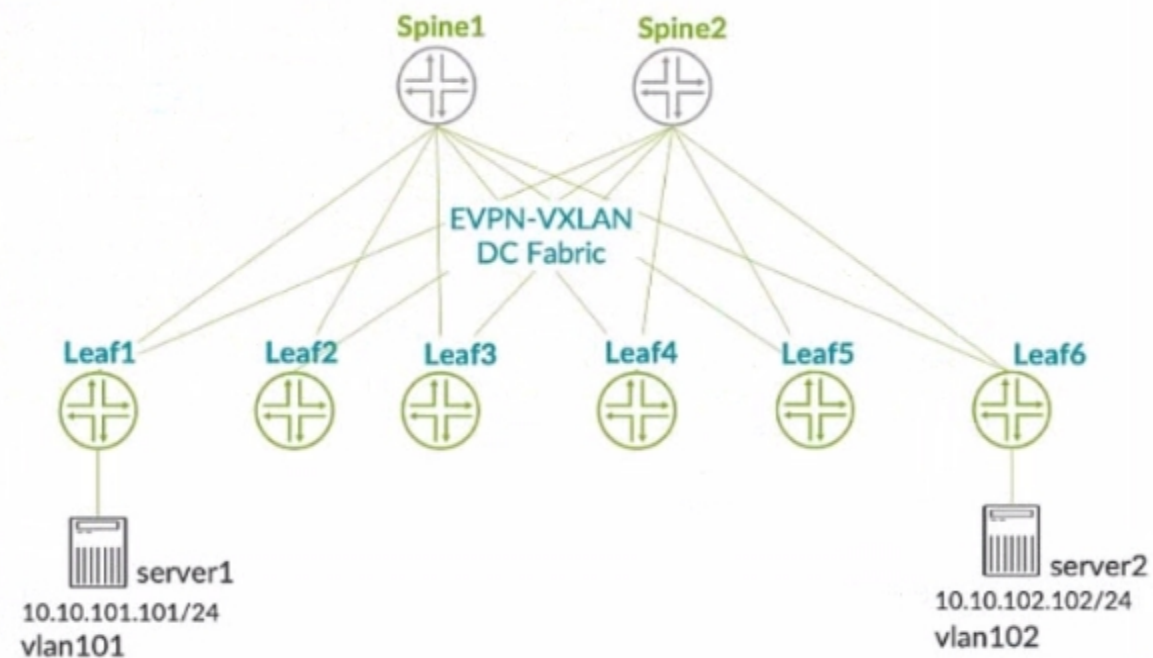 Spine1
Spine2
EVPN-VXLAN
DC Fabric
Leaf1
Leaf2
Leaf3
Leaf4
Leaf5
Leaf6
server1
10.10.101.101/24
vlan101
server2
10.10.102.102/24
vlan102